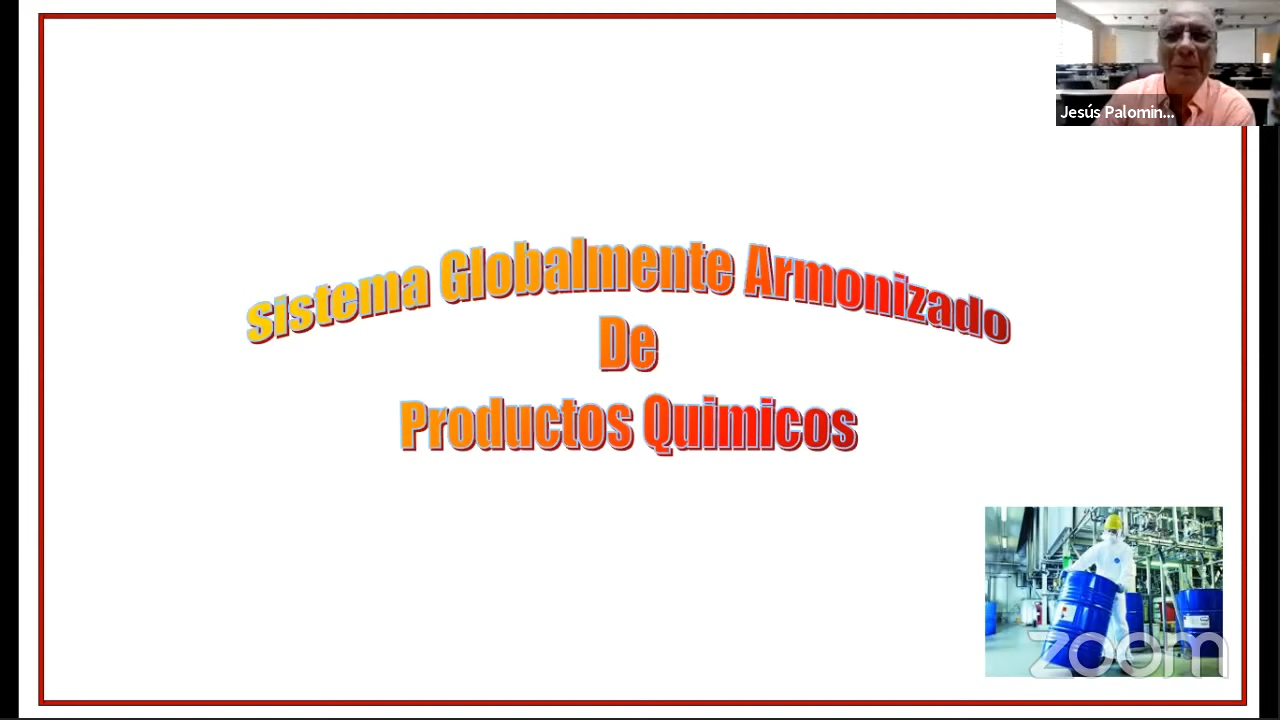 Jesús Palomin...
Sistema Globalmente Armonizado
De
Productos Quimicos
zoom